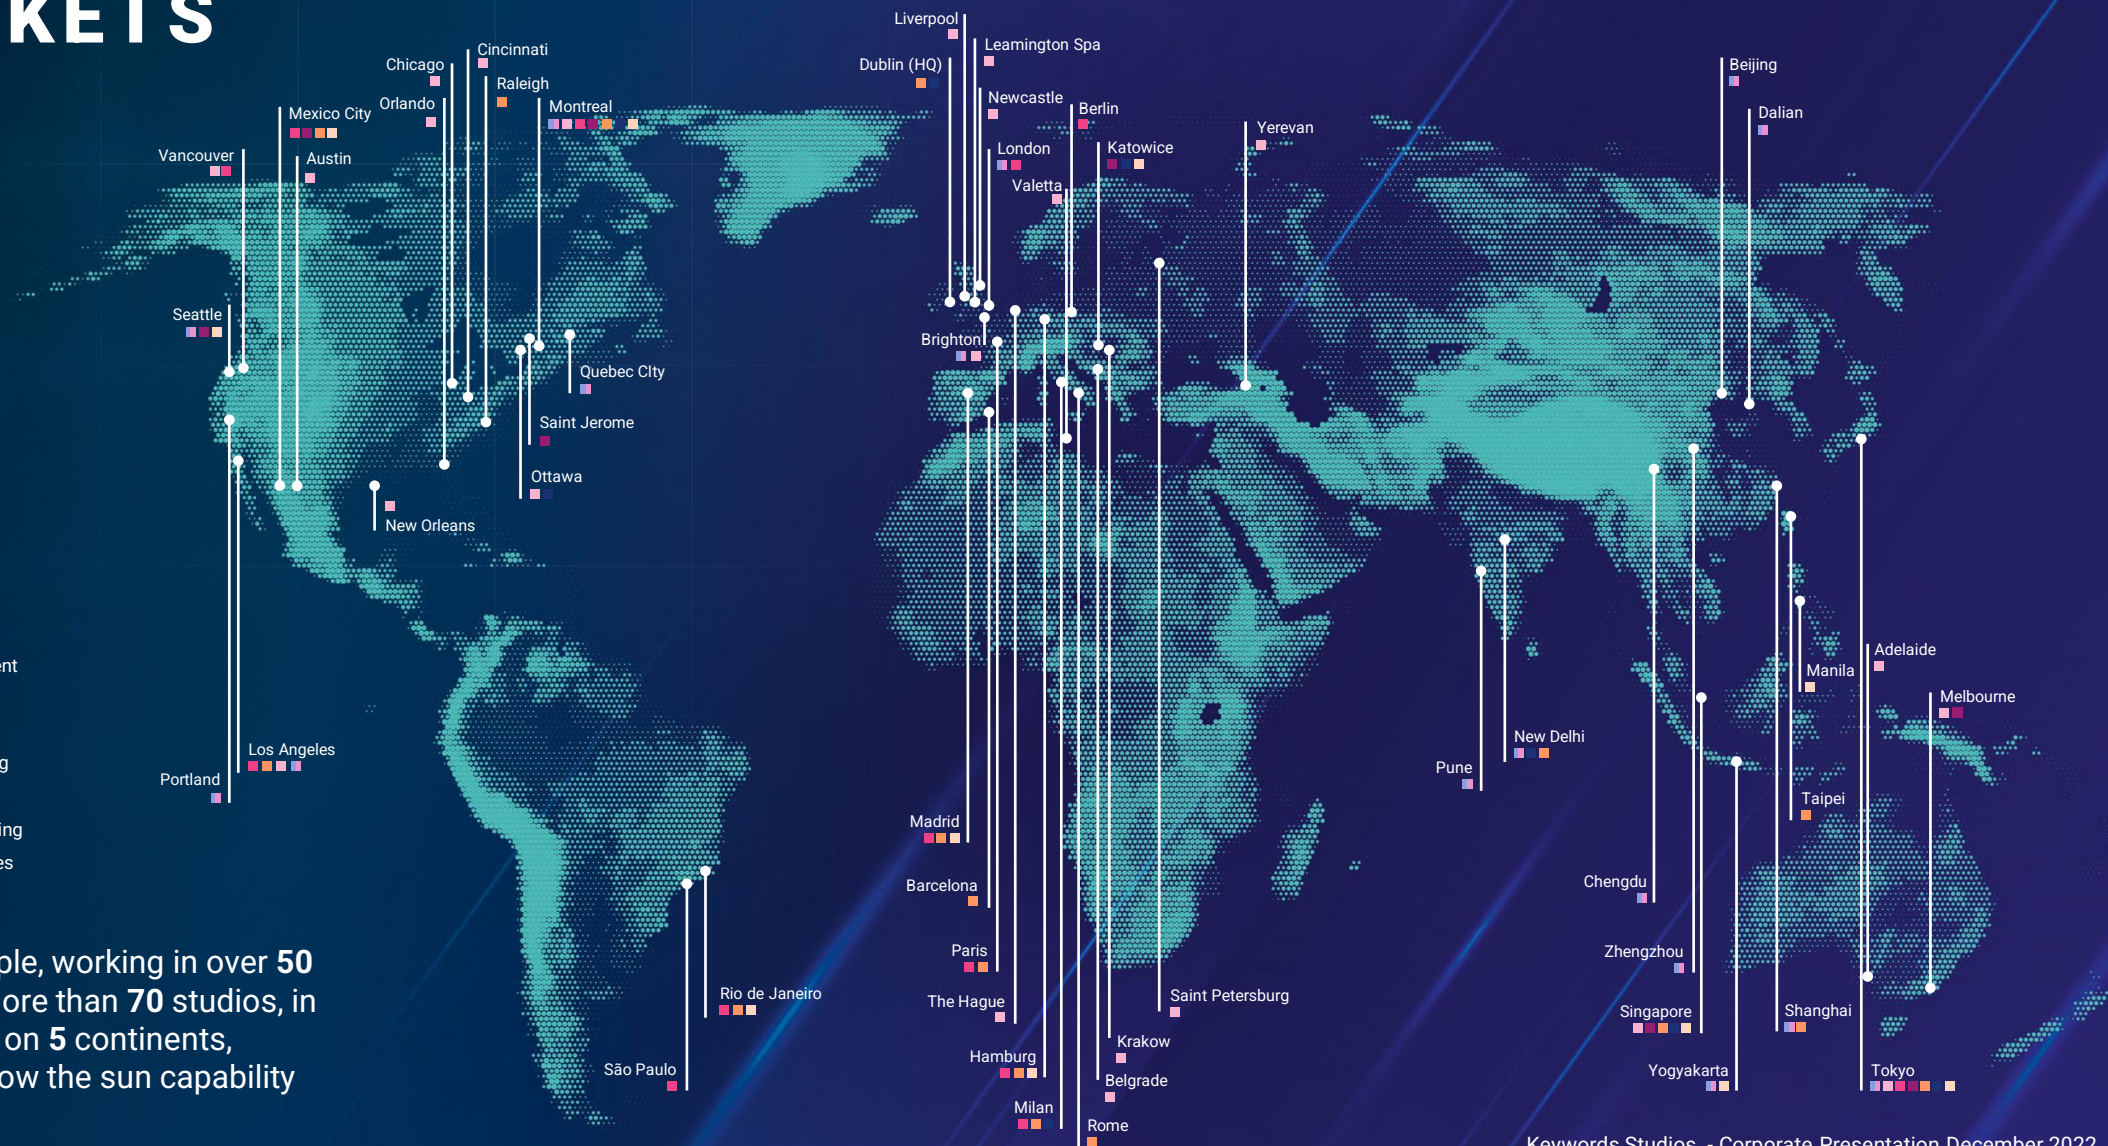 KETS
Liverpool
Leamington Spa
Dublin (HQ)
Newcastle
Berlin
London
Katowice
Valetta
Yerevan
Beijing
Dalian
Cincinnati
Chicago
Raleigh
Orlando
Montreal
Mexico City
Vancouver
Austin
Seattle
Brighton
Quebec CIty
Saint Jerome
Ottawa
New Orleans
ent
g
ing
es
Los Angeles
Portland
Adelaide
Manila
Melbourne
New Delhi
Pune
Taipei
Madrid
Barcelona
Paris
The Hague
Hamburg
Milan
Rome
Belgrade
Krakow
Saint Petersburg
Chengdu
Zhengzhou
Singapore
Shanghai
Yogyakarta
Tokyo
Rio de Janeiro
São Paulo
ple, working in over 50
ore than 70 studios, in
on 5 continents,
ow the sun capability
Keywords Studios - Corporate Presentation December 2022